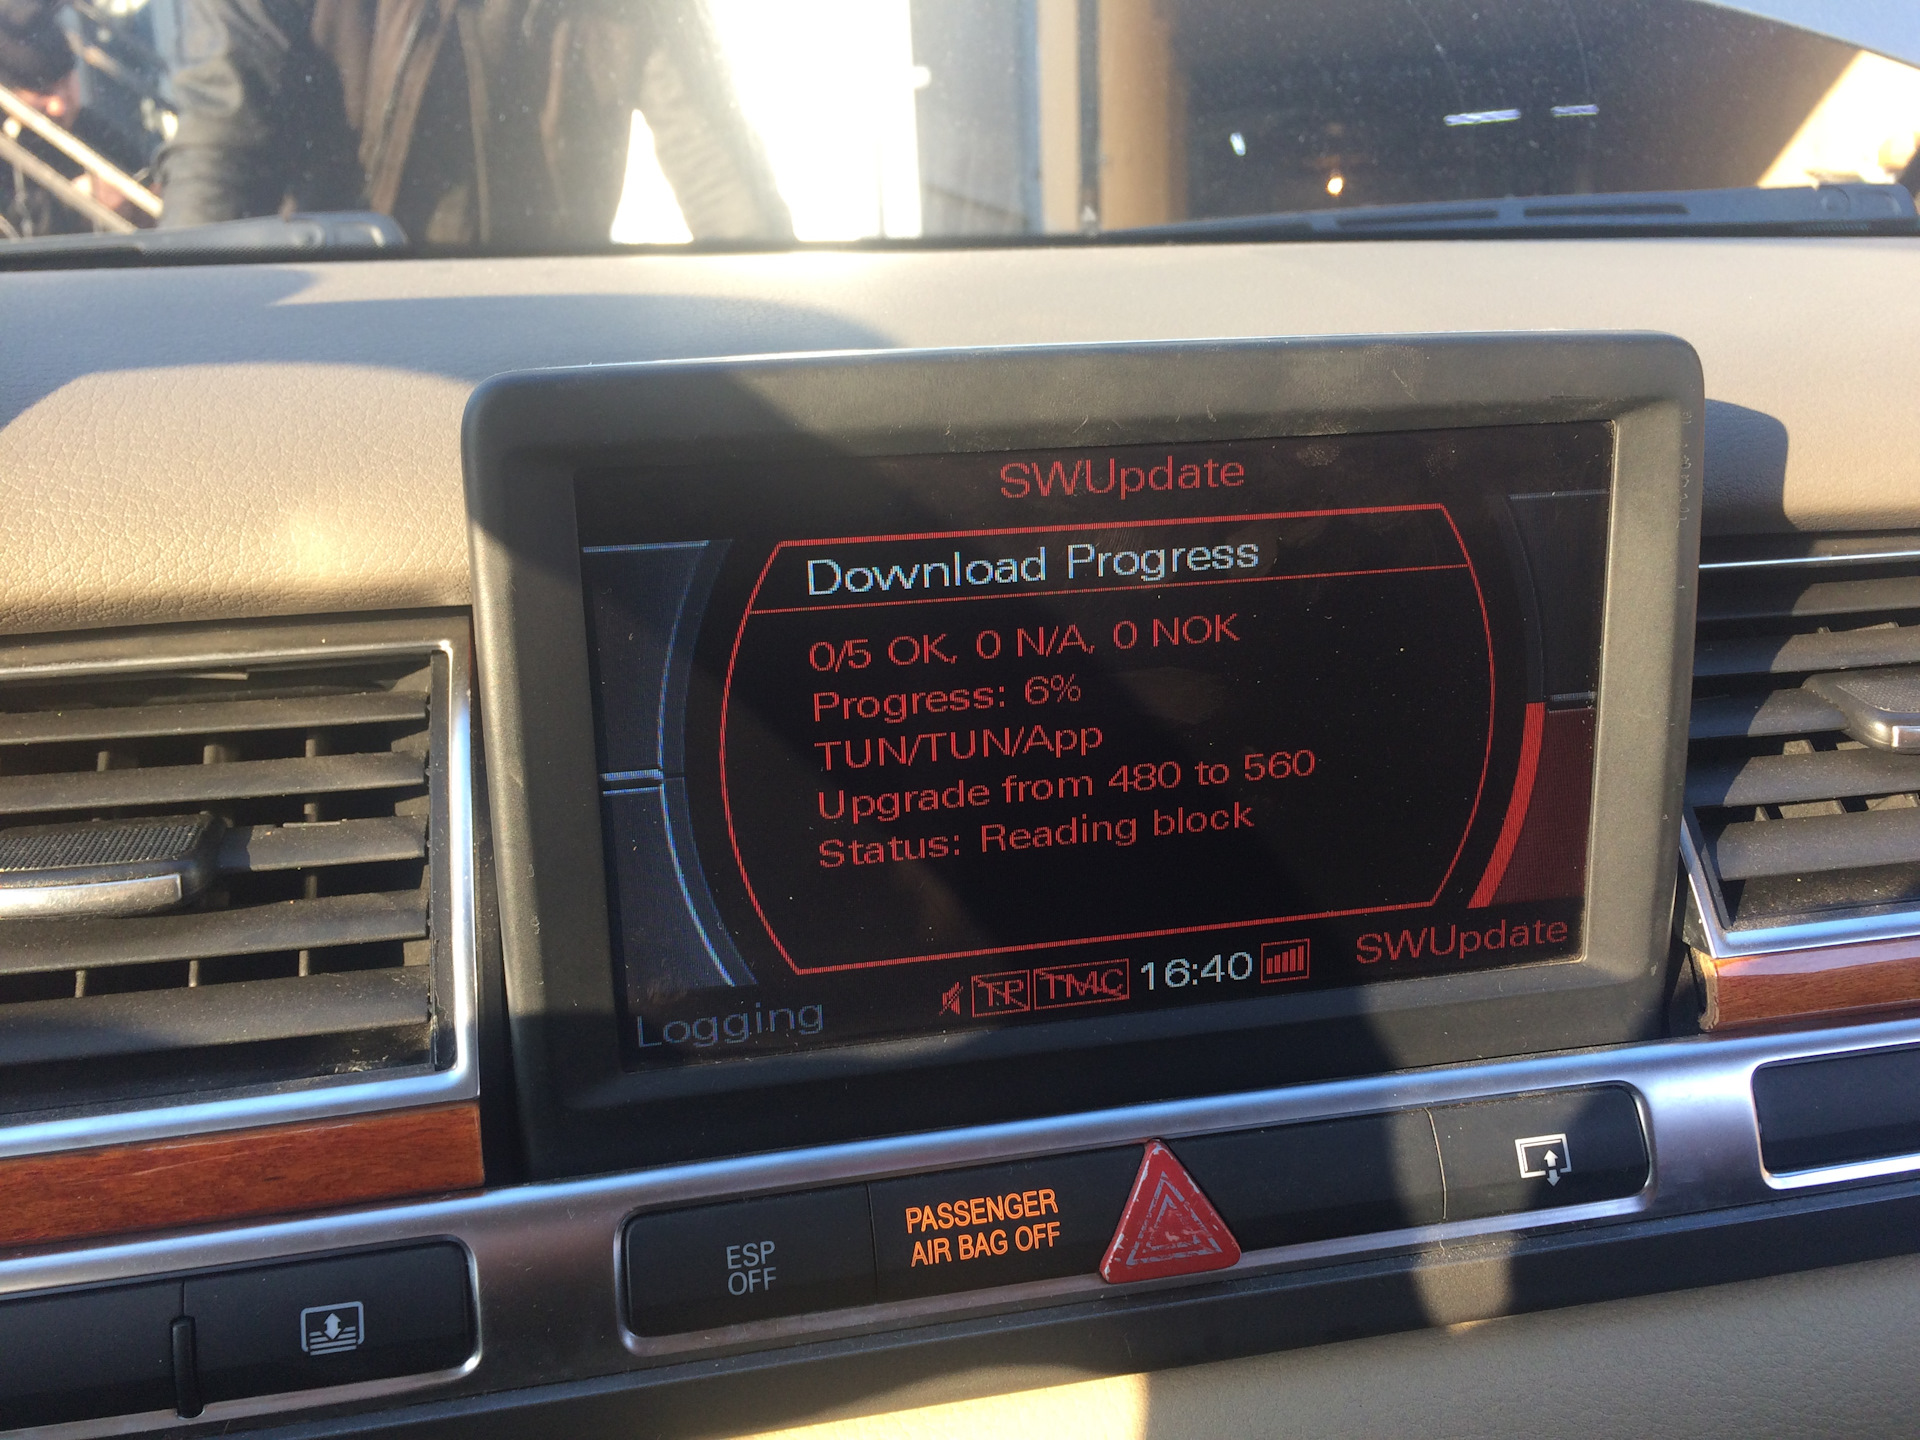 SWUpdate
Download Progress
0/5 OK, 0 N/A, 0 NOK
Progress: 6%
TUN/TUN/App
Upgrade from 480 to 560
Status: Reading block
TP TMC 16:40
SWUpdate
Logging
PASSENGER
AIR BAG OFF
ESP
OFF